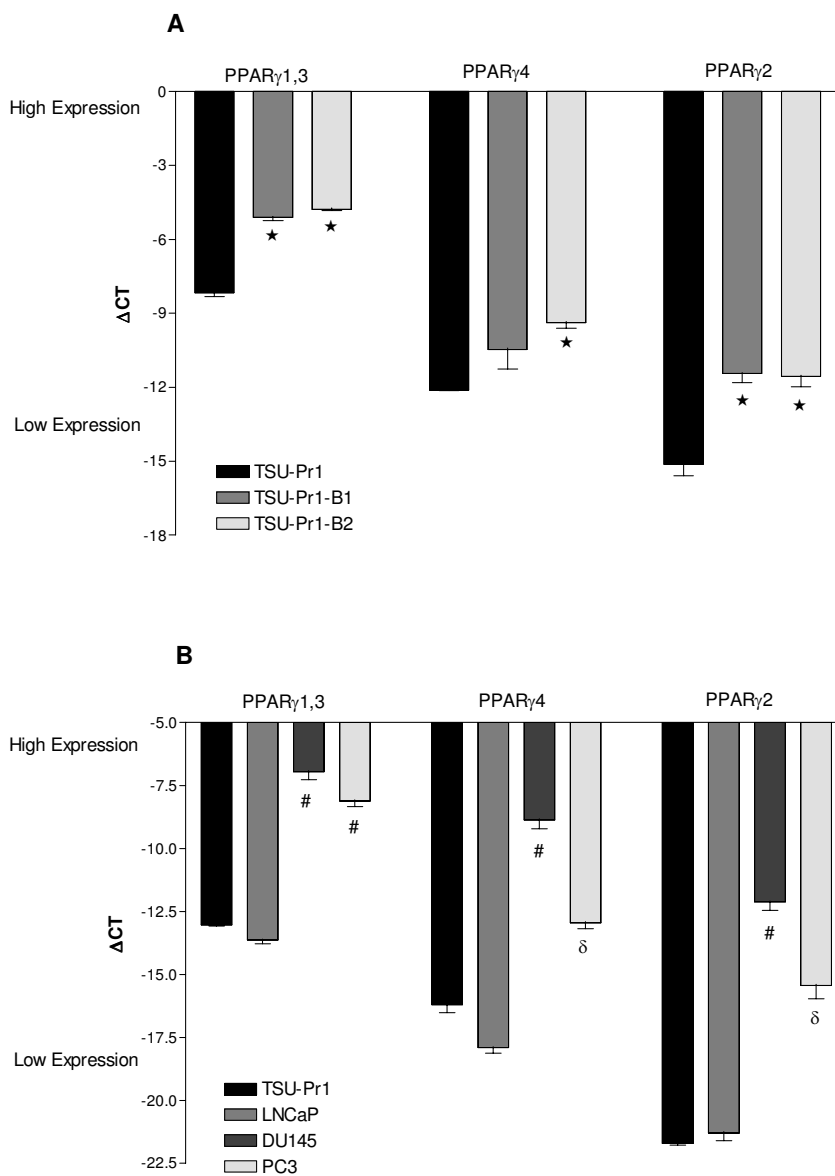 A
PPARγ1,3 PPARγ4 PPARγ2
High Expression
0
-3
-6
★ ★
-9
ΔCT
★
-12
★ ★
Low Expression
-15
-18
TSU-Pr1
TSU-Pr1-B1
TSU-Pr1-B2
B
PPARγ1,3 PPARγ4 PPARγ2
High Expression
-5.0
-7.5
# #
-10.0
#
-12.5
ΔCT
#
δ
-15.0
δ
-17.5
Low Expression
-20.0
-22.5
TSU-Pr1
LNCaP
DU145
PC3